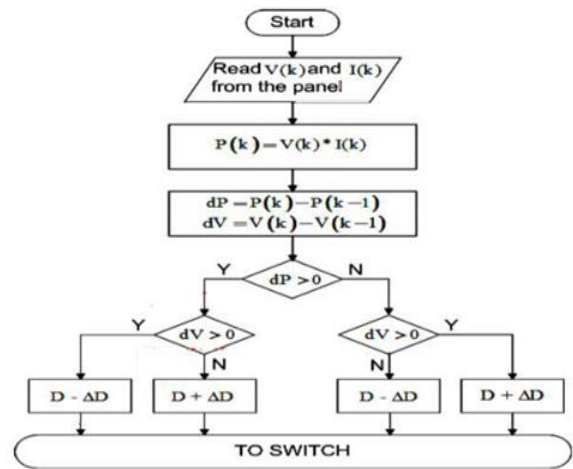 Start
Read V(k) and I(k)
from the panel
P(k)=V(k)*I(k)
dP =P(k)-P(k-1)
dV =V(k)-V(k-1)
Y
dP > 0
N
Y
dV > 0
N
dV > 0
Y
N
D - ΔD
D + ΔD
D - ΔD
D + ΔD
TO SWITCH